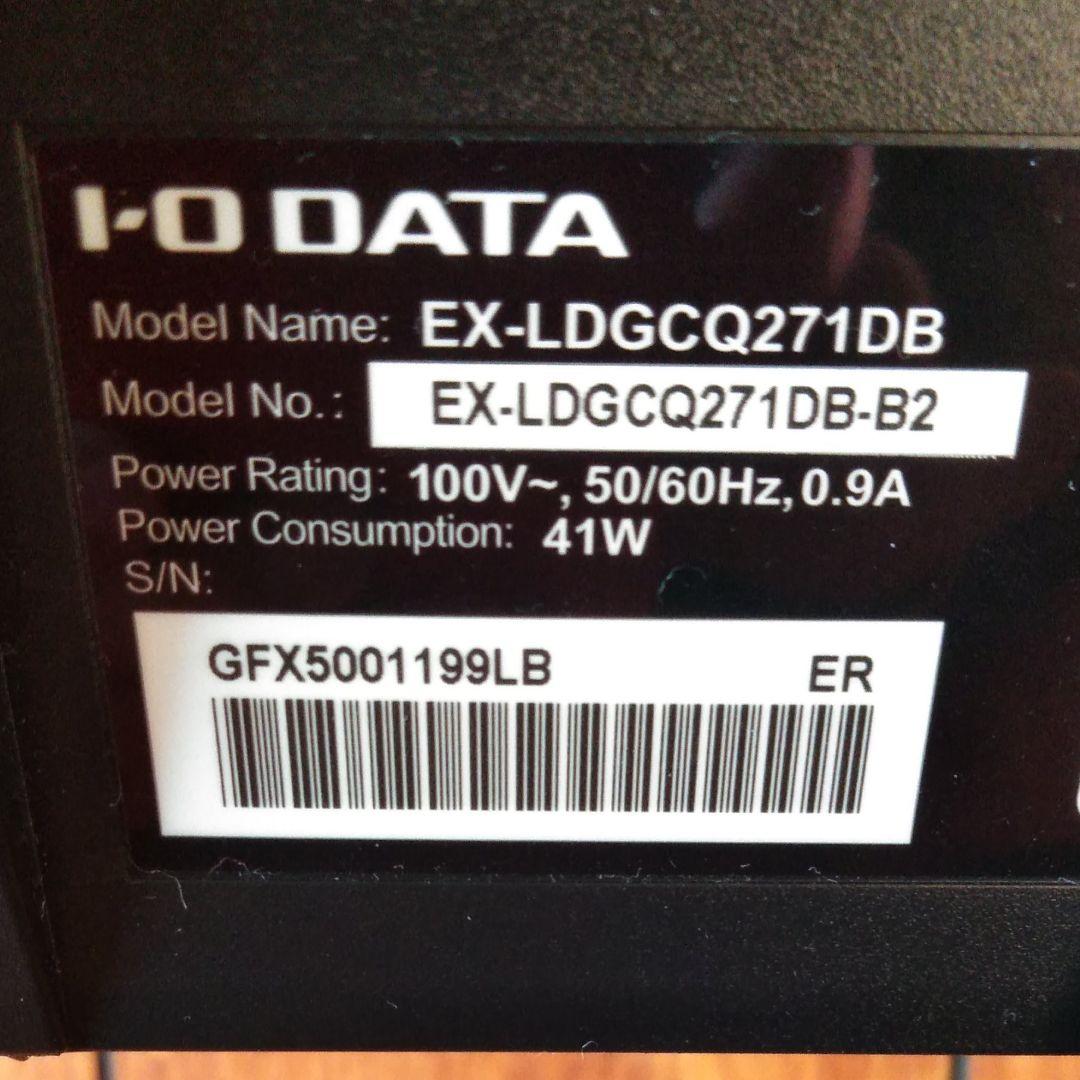 I-O DATA
Model Name: EX-LDGCQ271DB
Model No.: EX-LDGCQ271DB-B2
Power Rating: 100V~, 50/60Hz, 0.9A
Power Consumption: 41W
S/N:
GFX5001199LB ER